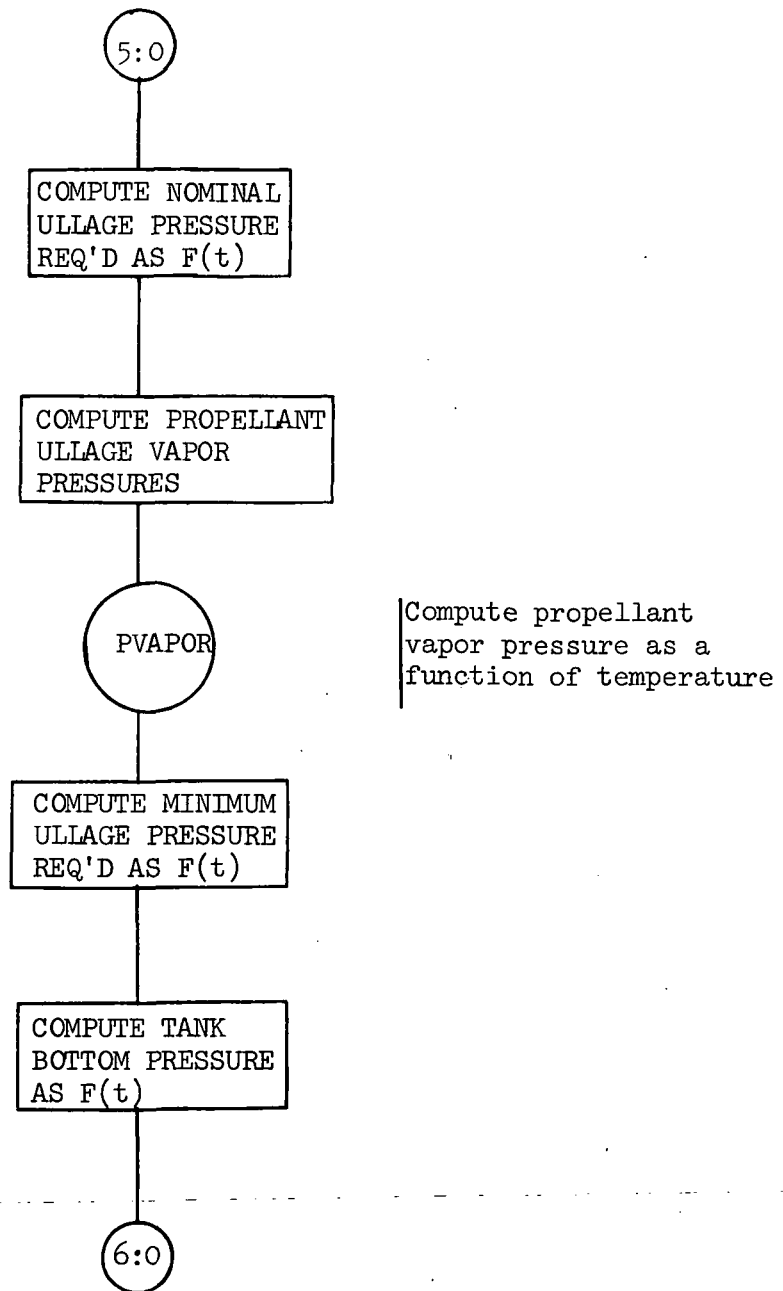 5:0
COMPUTE NOMINAL
ULLAGE PRESSURE
REQ'D AS F(t)
COMPUTE PROPELLANT
ULLAGE VAPOR
PRESSURES
PVAPOR
Compute propellant
vapor pressure as a
function of temperature
COMPUTE MINIMUM
ULLAGE PRESSURE
REQ'D AS F(t)
COMPUTE TANK
BOTTOM PRESSURE
AS F(t)
6:0